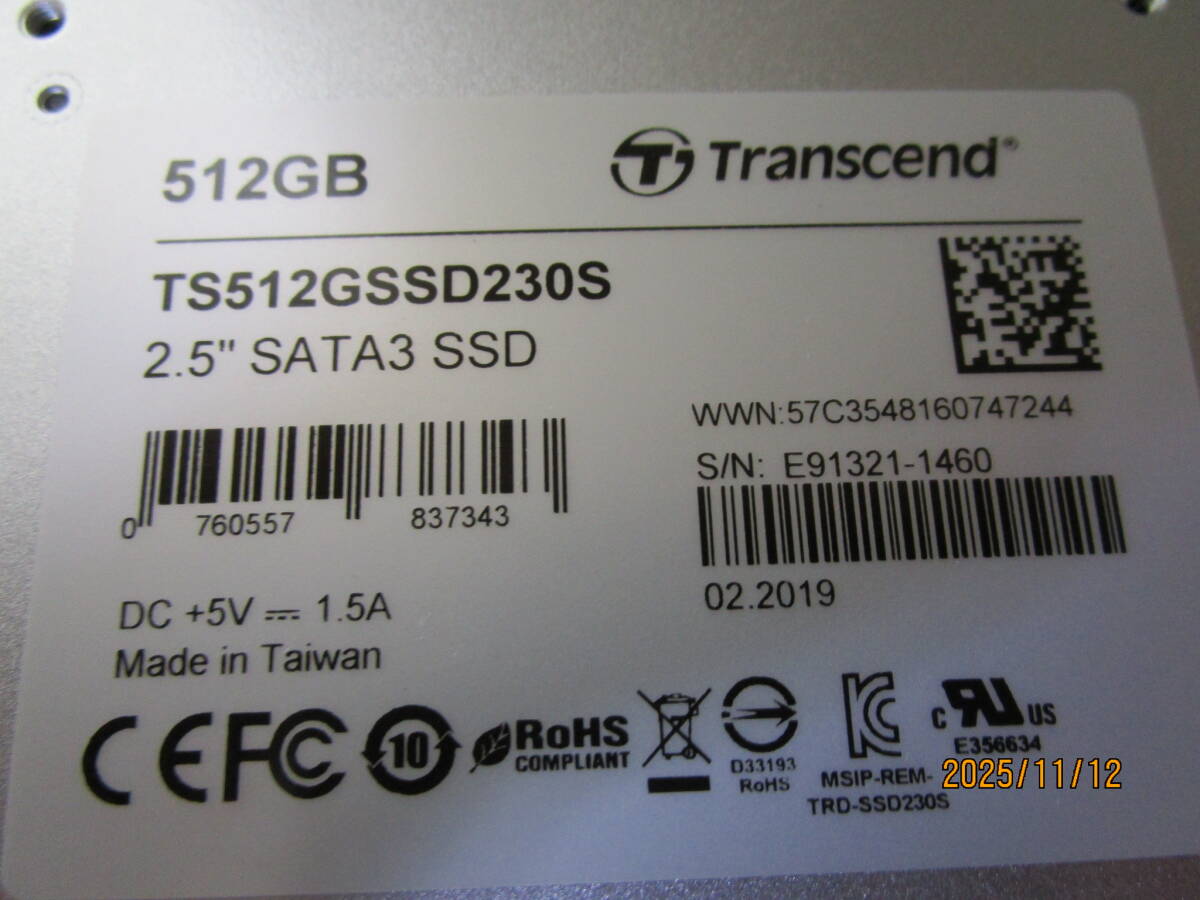 512GB
Transcend®
TS512GSSD230S
2.5" SATA3 SSD
WWN:57C3548160747244
S/N: E91321-1460
0 760557 837343
02.2019
DC +5V ⎓ 1.5A
Made in Taiwan
CE FC 10 RoHS
COMPLIANT
D33193
RoHS
KC
MSIP-REM-
TRD-SSD230S
c RU US
E356634
2025/11/12